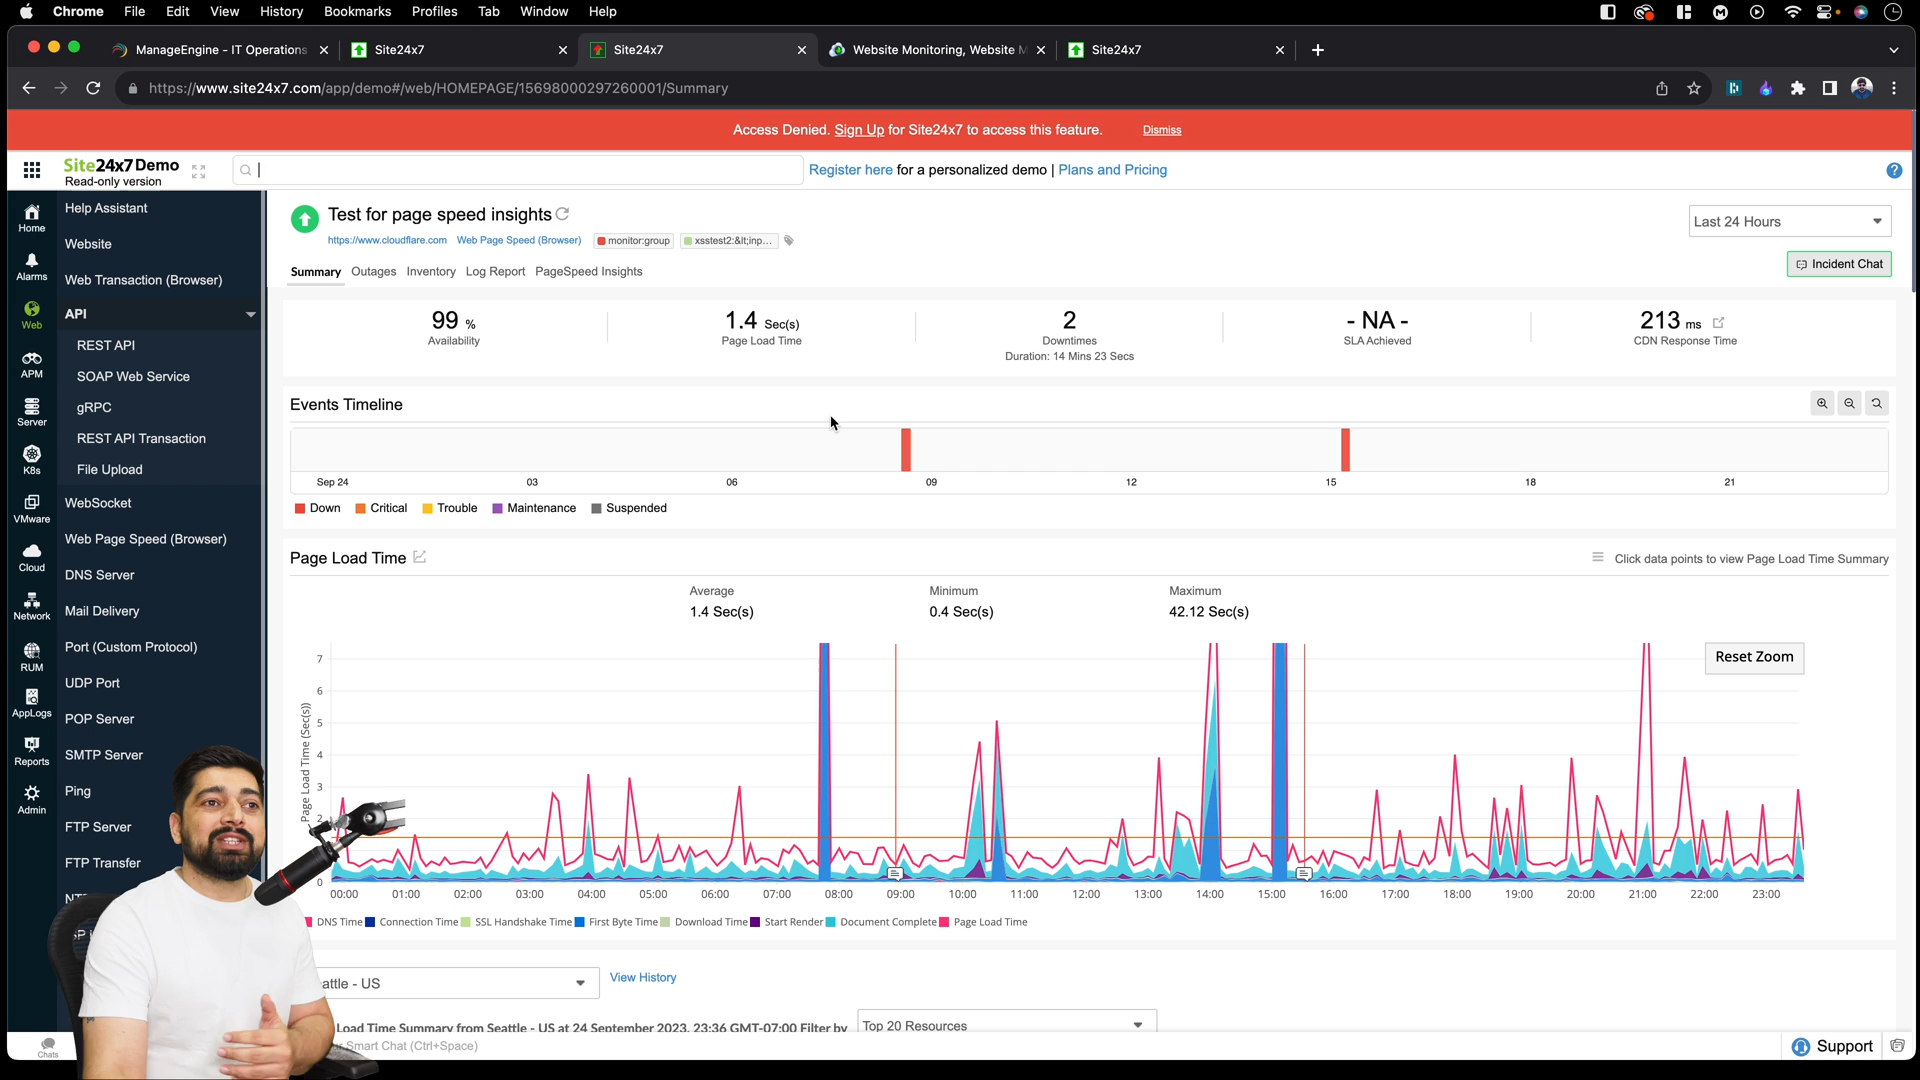 Chrome File Edit View History Bookmarks Profiles Tab Window Help
ManageEngine - IT Operations
Site24x7
Site24x7
Website Monitoring, Website M
Site24x7
https://www.site24x7.com/app/demo#/web/HOMEPAGE/15698000297260001/Summary
Access Denied. Sign Up for Site24x7 to access this feature. Dismiss
Site24x7 Demo
Read-only version
Register here for a personalized demo | Plans and Pricing
Home
Alarms
Web
APM
Server
K8s
VMware
Cloud
Network
RUM
AppLogs
Reports
Admin
Help Assistant
Website
Web Transaction (Browser)
API
REST API
SOAP Web Service
gRPC
REST API Transaction
File Upload
WebSocket
Web Page Speed (Browser)
DNS Server
Mail Delivery
Port (Custom Protocol)
UDP Port
POP Server
SMTP Server
Ping
FTP Server
FTP Transfer
Test for page speed insights
https://www.cloudflare.com Web Page Speed (Browser) monitor:group xsstest2:&lt;inp...
Last 24 Hours
Incident Chat
Summary Outages Inventory Log Report PageSpeed Insights
99 %
Availability
1.4 Sec(s)
Page Load Time
2
Downtimes
Duration: 14 Mins 23 Secs
- NA -
SLA Achieved
213 ms
CDN Response Time
Events Timeline
Sep 24 03 06 09 12 15 18 21
Down Critical Trouble Maintenance Suspended
Page Load Time
Click data points to view Page Load Time Summary
Average Minimum Maximum
1.4 Sec(s) 0.4 Sec(s) 42.12 Sec(s)
Reset Zoom
Page Load Time (Sec(s))
7
6
5
4
3
2
0
00:00 01:00 02:00 03:00 04:00 05:00 06:00 07:00 08:00 09:00 10:00 11:00 12:00 13:00 14:00 15:00 16:00 17:00 18:00 19:00 20:00 21:00 22:00 23:00
DNS Time Connection Time SSL Handshake Time First Byte Time Download Time Start Render Document Complete Page Load Time
attle - US
View History
Load Time Summary from Seattle - US at 24 September 2023, 23:36 GMT-07:00 Filter by
Top 20 Resources
Chats
Smart Chat (Ctrl+Space)
Support